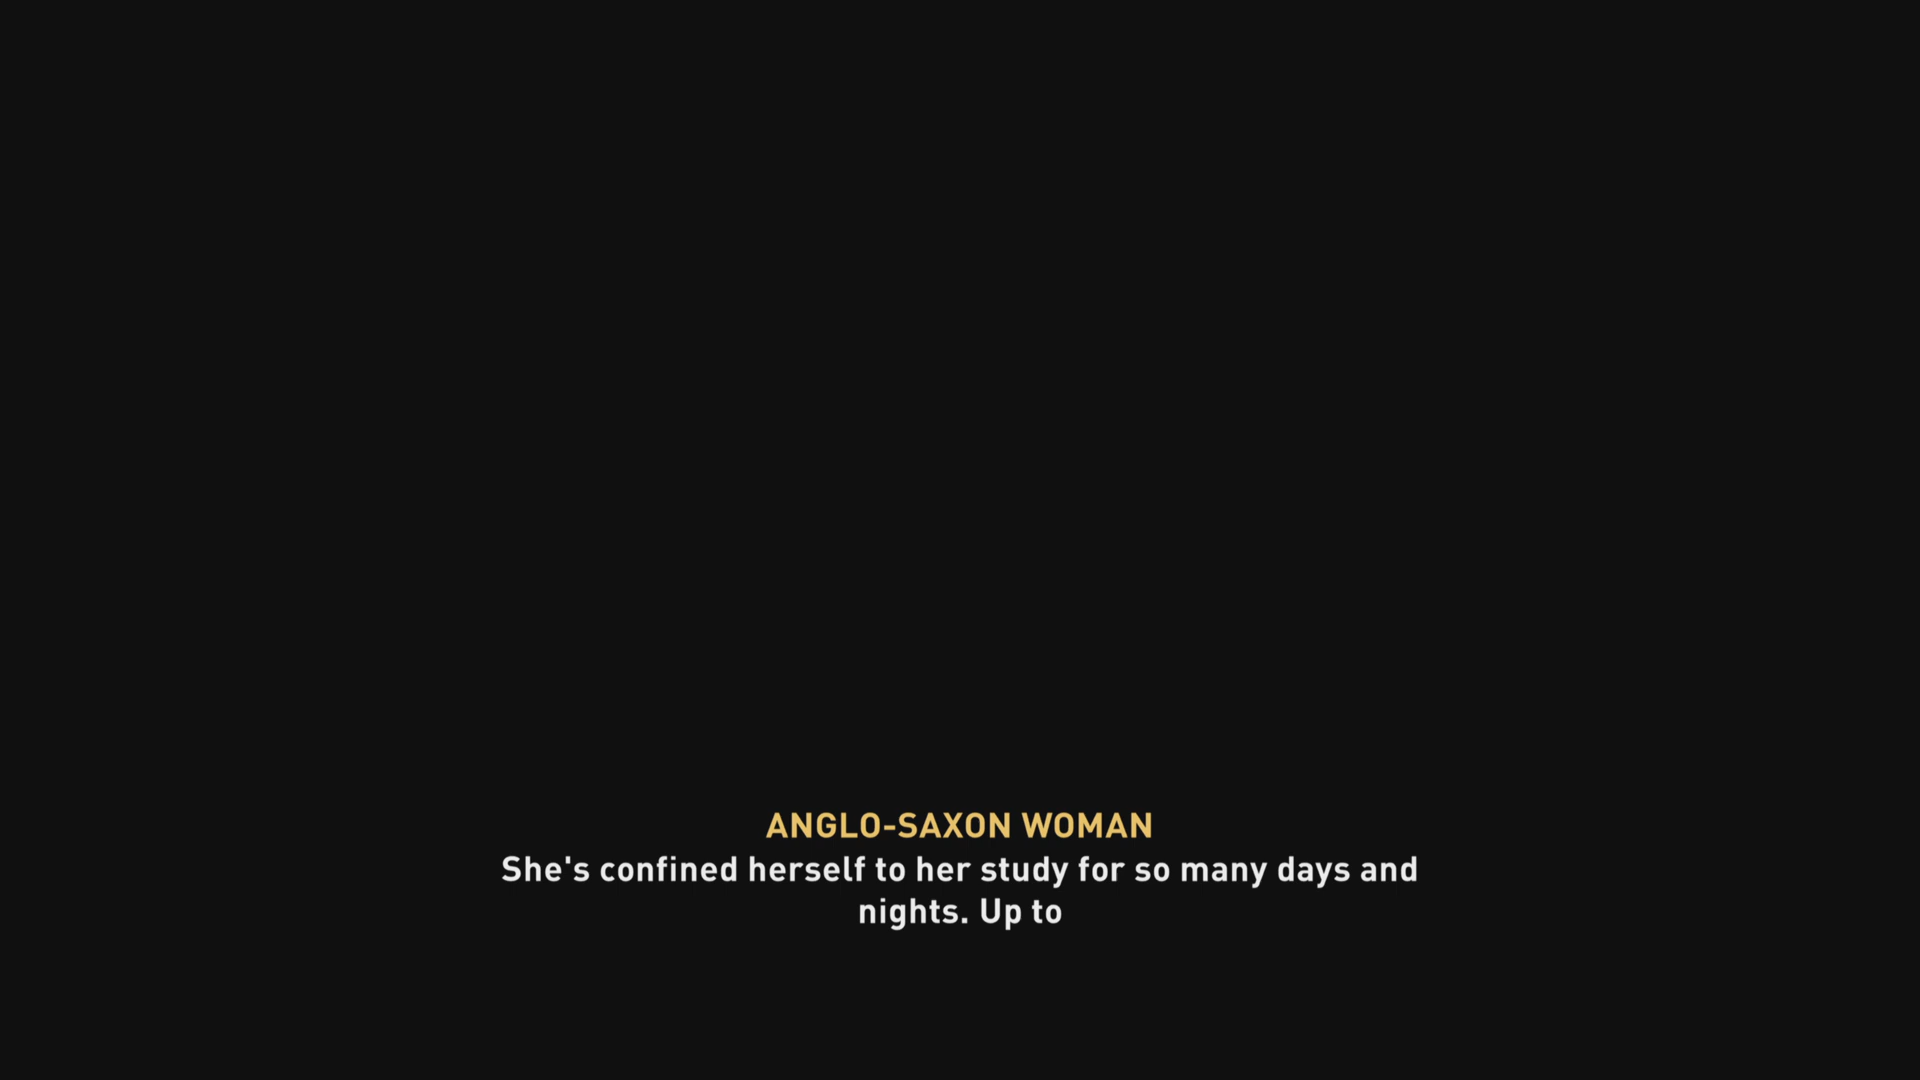 ANGLO-SAXON WOMAN
She's confined herself to her study for so many days and
nights. Up to